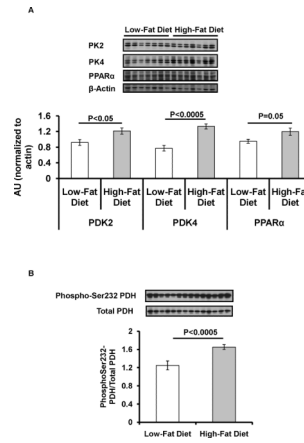 A
Low-Fat Diet High-Fat Diet
PK2
PK4
PPARα
β-Actin
AU (normalized to
actin)
1.6
1.2
0.8
0.4
0
P<0.05
P<0.0005
P=0.05
Low-Fat High-Fat Low-Fat High-Fat Low-Fat High-Fat
Diet Diet Diet Diet Diet Diet
PDK2 PDK4 PPARα
B
Phospho-Ser232 PDH
Total PDH
PhosphoSer232-
PDH/Total PDH
2
1.6
1.2
0.8
0.4
0
P<0.0005
Low-Fat Diet High-Fat Diet